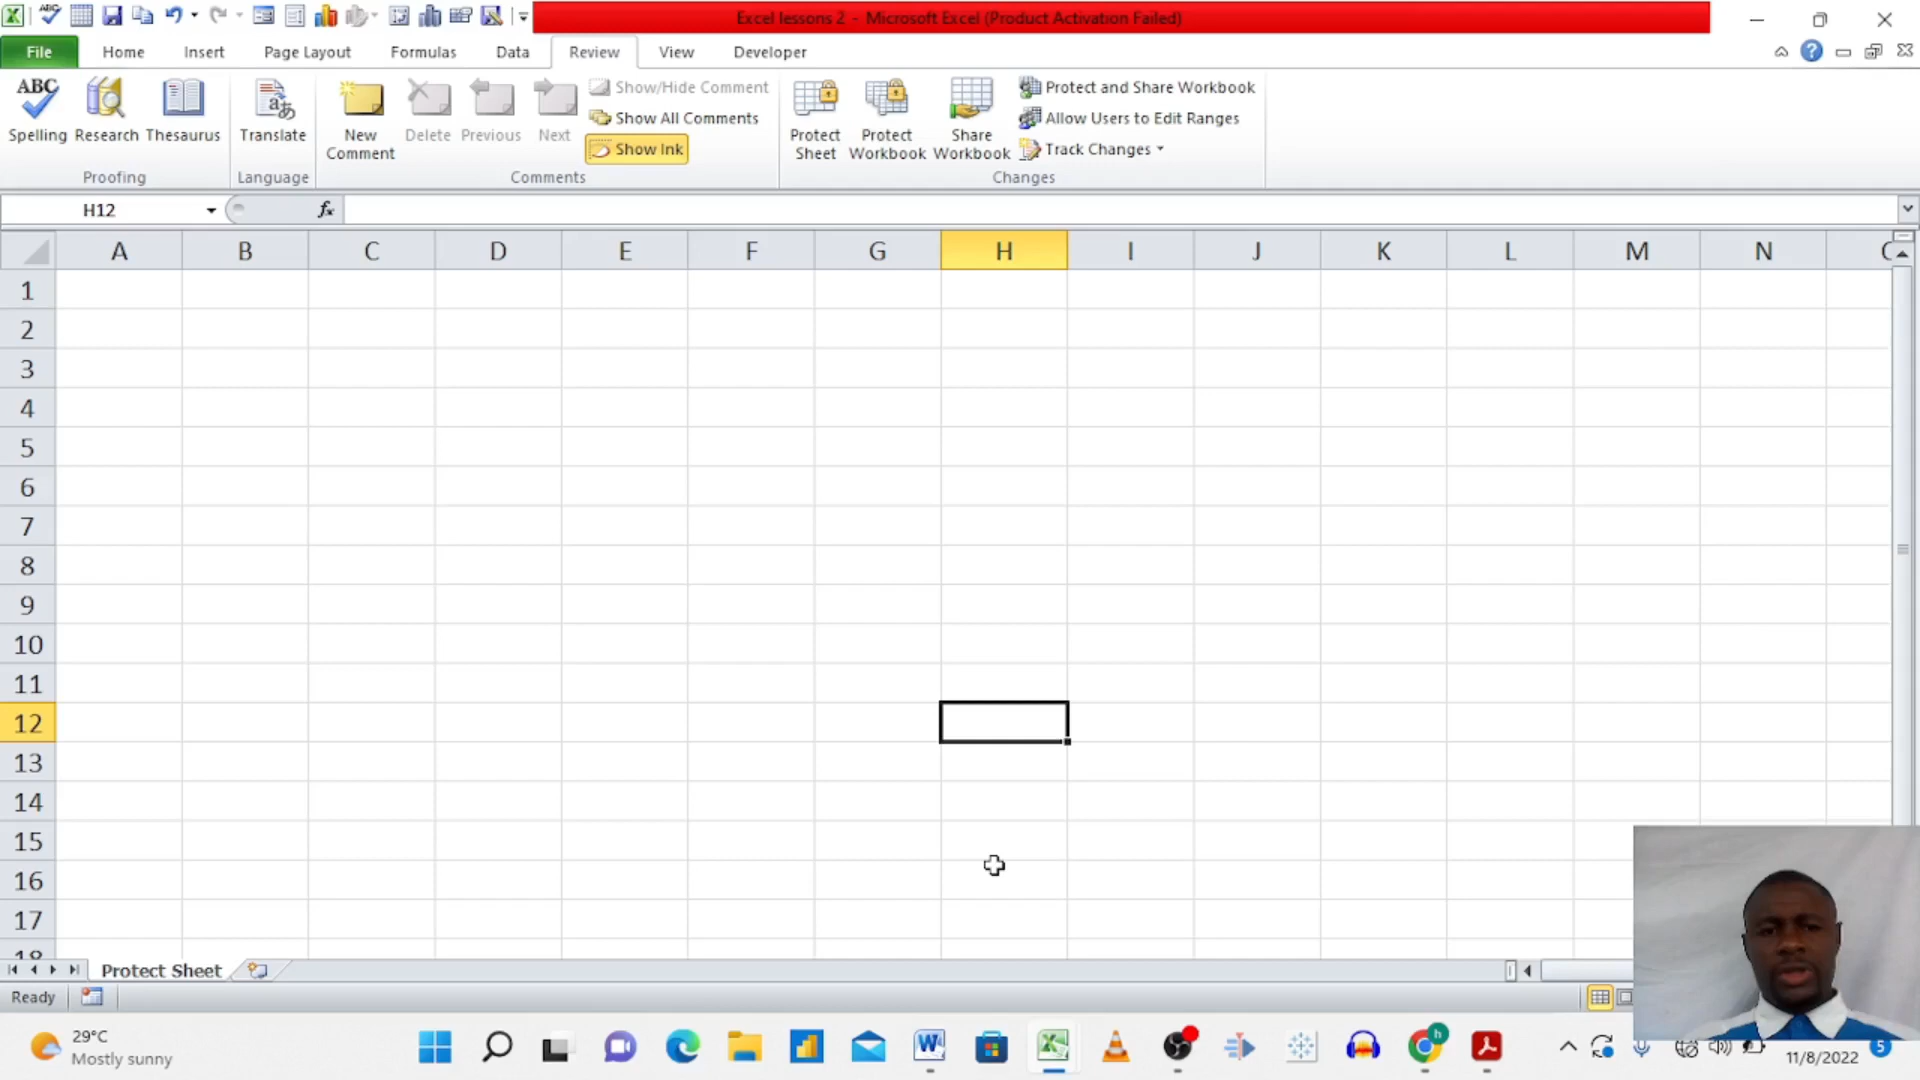 Excel lessons 2 - Microsoft Excel (Product Activation Failed)
File Home Insert Page Layout Formulas Data Review View Developer
ABC
Spelling
Research
Thesaurus
Proofing
Translate
Language
New Comment
Delete
Previous
Next
Show/Hide Comment
Show All Comments
Show Ink
Comments
Protect Sheet
Protect Workbook
Share Workbook
Protect and Share Workbook
Allow Users to Edit Ranges
Track Changes
Changes
H12
fx
A B C D E F G H I J K L M N
1
2
3
4
5
6
7
8
9
10
11
12
13
14
15
16
17
18
Protect Sheet
Ready
29°C
Mostly sunny
11/8/2022
5